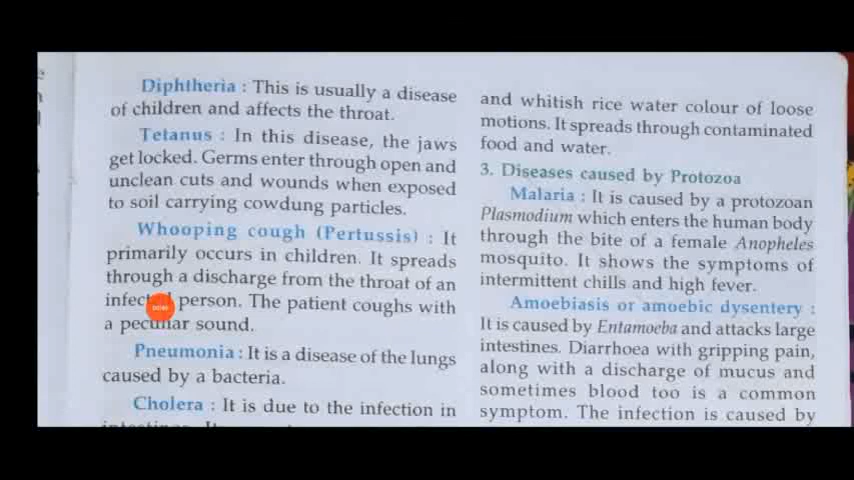 Diphtheria : This is usually a disease
of children and affects the throat.
Tetanus : In this disease, the jaws
get locked. Germs enter through open and
unclean cuts and wounds when exposed
to soil carrying cowdung particles.
Whooping cough (Pertussis) : It
primarily occurs in children. It spreads
through a discharge from the throat of an
infected person. The patient coughs with
a peculiar sound.
Pneumonia : It is a disease of the lungs
caused by a bacteria.
Cholera : It is due to the infection in
and whitish rice water colour of loose
motions. It spreads through contaminated
food and water.
3. Diseases caused by Protozoa
Malaria : It is caused by a protozoan
Plasmodium which enters the human body
through the bite of a female Anopheles
mosquito. It shows the symptoms of
intermittent chills and high fever.
Amoebiasis or amoebic dysentery :
It is caused by Entamoeba and attacks large
intestines. Diarrhoea with gripping pain,
along with a discharge of mucus and
sometimes blood too is a common
symptom. The infection is caused by